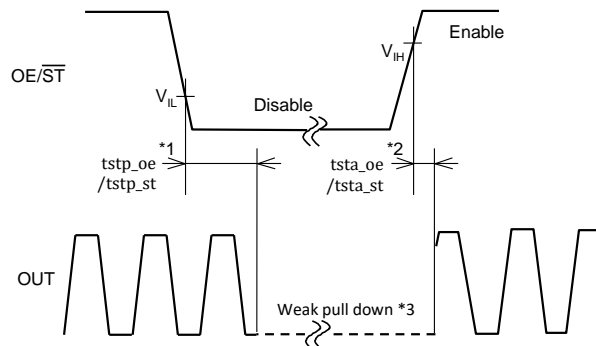 Enable
OE/ST
VIH
VIL
Disable
*1
*2
tstp_oe
/tstp_st
tsta_oe
/tsta_st
OUT
Weak pull down *3